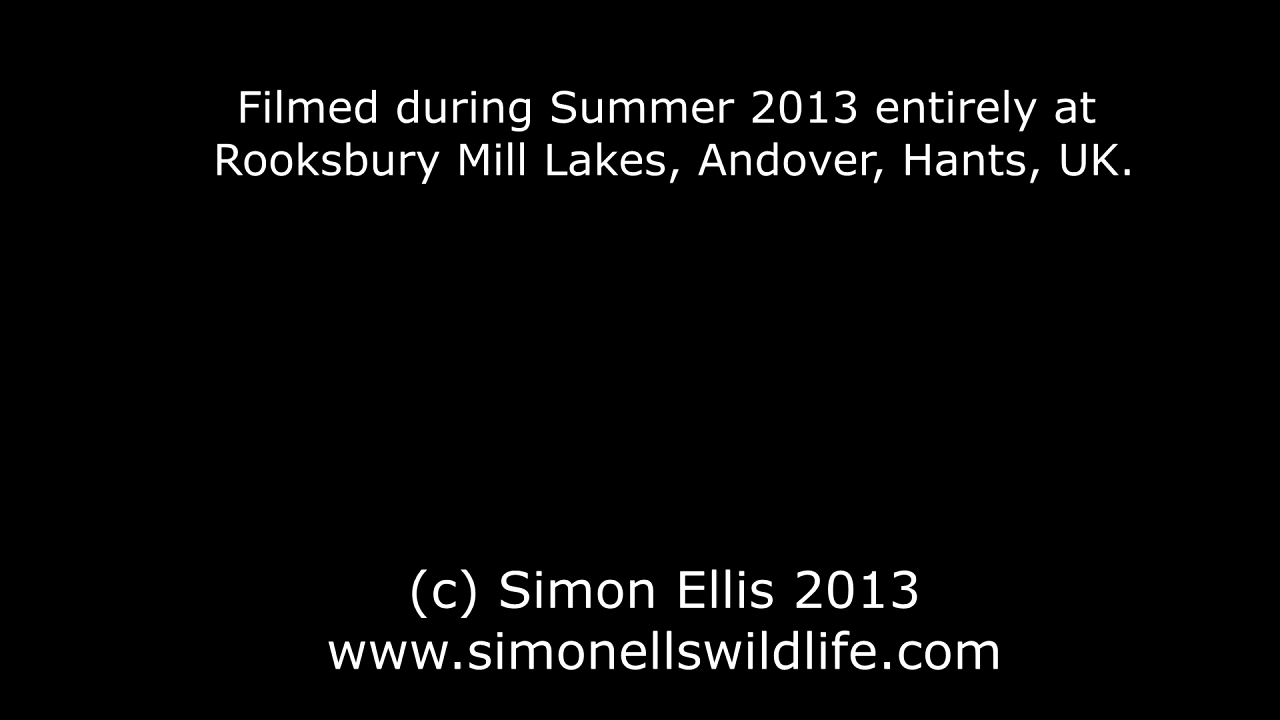 Filmed during Summer 2013 entirely at
Rooksbury Mill Lakes, Andover, Hants, UK.
(c) Simon Ellis 2013
www.simonellswildlife.com